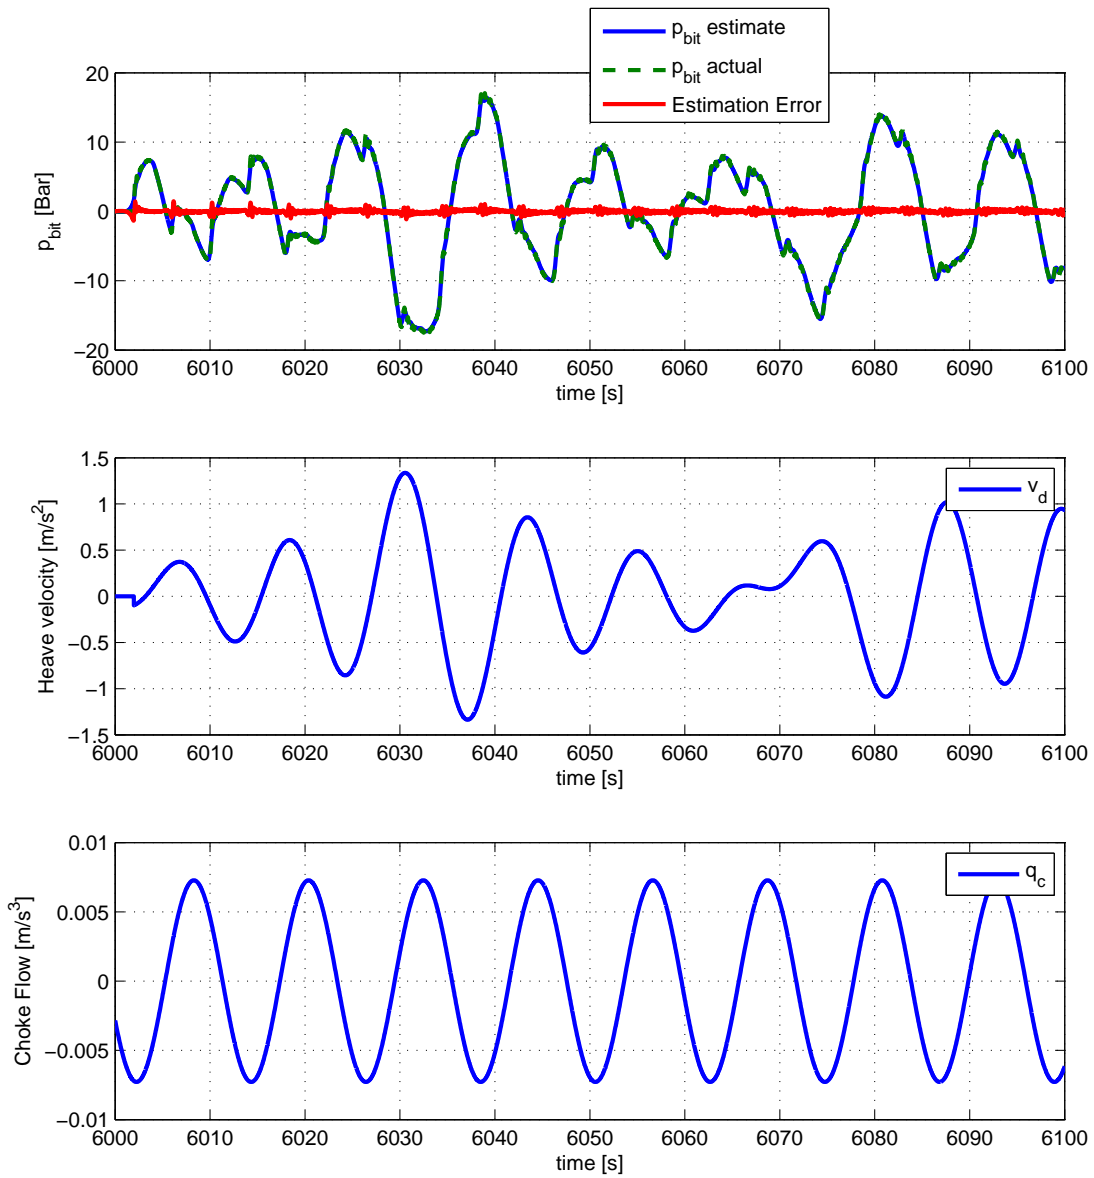 p_bit estimate
p_bit actual
Estimation Error
20
10
0
−10
−20
p_bit [Bar]
6000 6010 6020 6030 6040 6050 6060 6070 6080 6090 6100
time [s]
1.5
1
0.5
0
−0.5
−1
−1.5
Heave velocity [m/s^2]
v_d
6000 6010 6020 6030 6040 6050 6060 6070 6080 6090 6100
time [s]
0.01
0.005
0
−0.005
−0.01
Choke Flow [m/s^3]
q_c
6000 6010 6020 6030 6040 6050 6060 6070 6080 6090 6100
time [s]